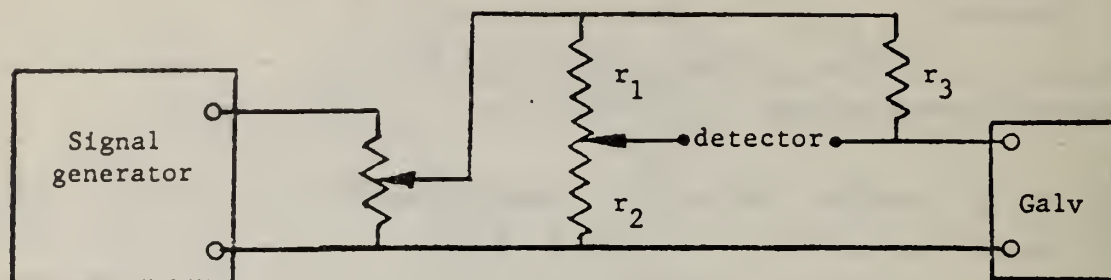 Signal
generator
r1
r2
r3
detector
Galv